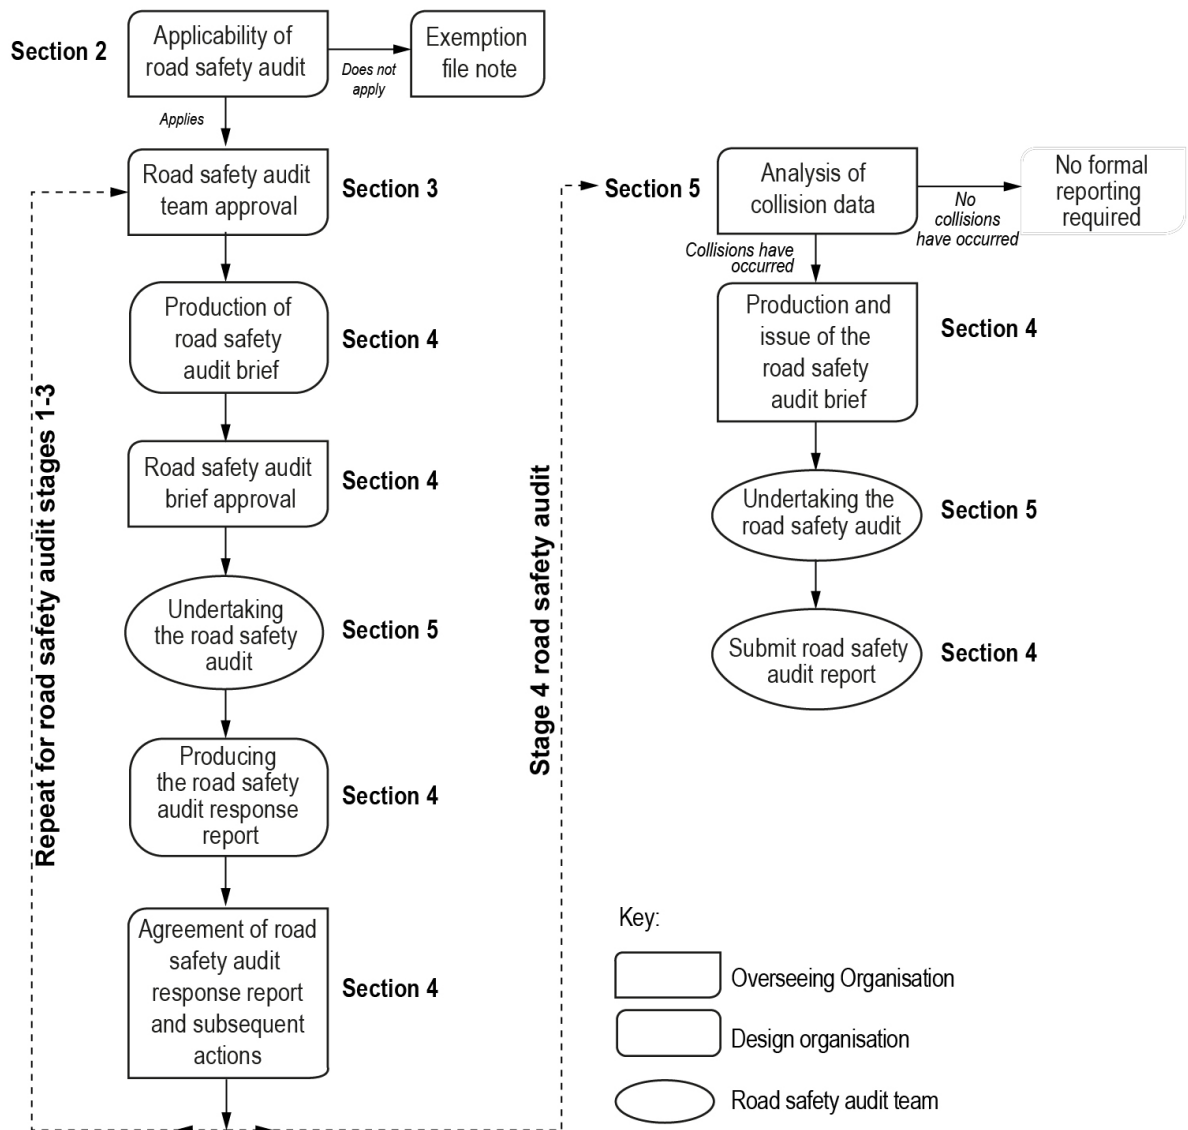 Section 2
Applicability of
road safety audit
Does not
apply
Exemption
file note
Applies
Road safety audit
team approval
Section 3
Production of
road safety
audit brief
Section 4
Road safety audit
brief approval
Section 4
Undertaking
the road safety
audit
Section 5
Producing
the road safety
audit response
report
Section 4
Agreement of road
safety audit
response report
and subsequent
actions
Section 4
Repeat for road safety audit stages 1-3
Stage 4 road safety audit
Section 5
Analysis of
collision data
No
collisions
have occurred
No formal
reporting
required
Collisions have
occurred
Production and
issue of the
road safety
audit brief
Section 4
Undertaking the
road safety audit
Section 5
Submit road safety
audit report
Section 4
Key:
Overseeing Organisation
Design organisation
Road safety audit team